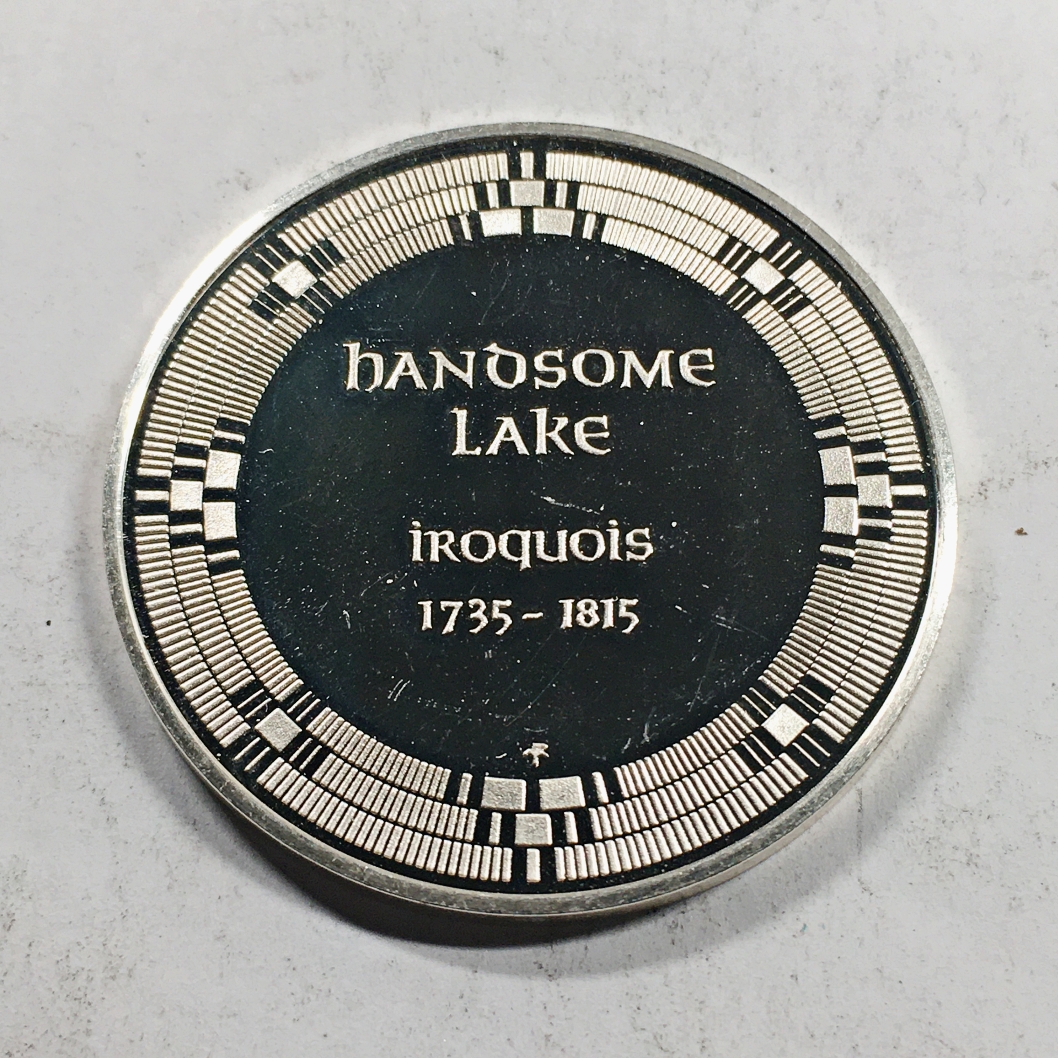 hANDSOME
LAKE
iROQUOIS
1735 - 1815